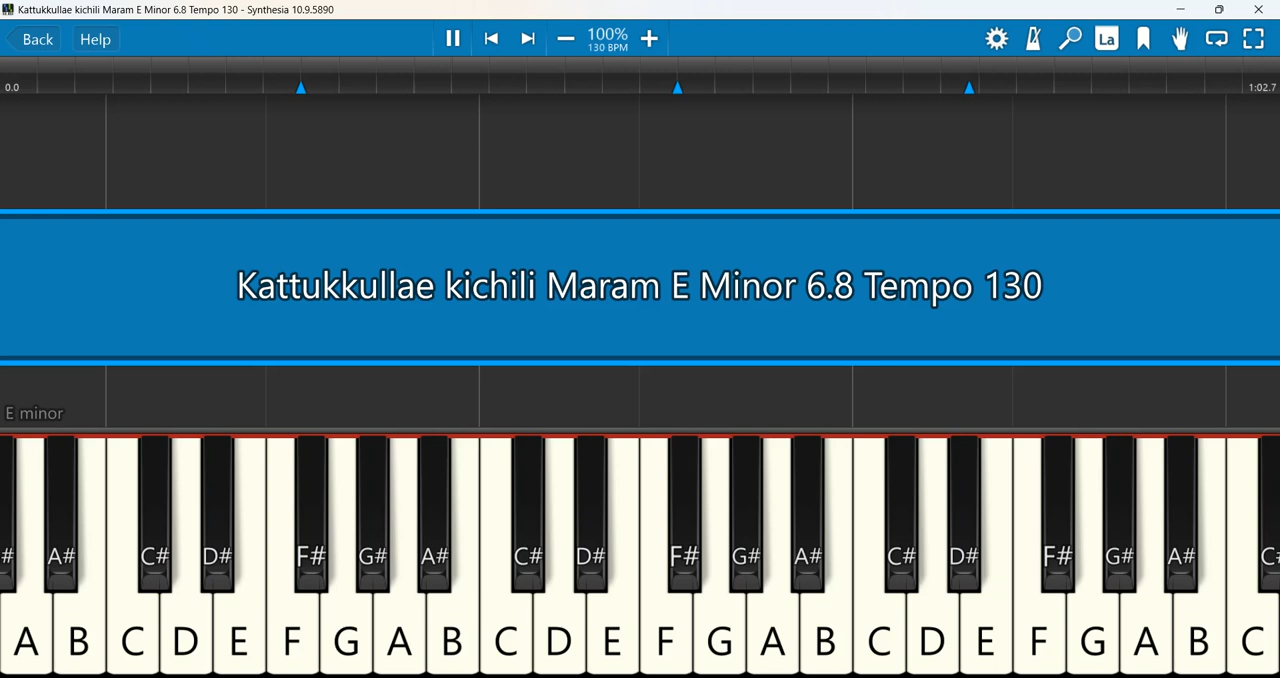 Kattukkullae kichili Maram E Minor 6.8 Tempo 130 - Synthesia 10.9.5890
Back Help 100% La
130 BPM
0.0 1:02.7
Kattukkullae kichili Maram E Minor 6.8 Tempo 130
E minor
# A# C# D# F# G# A# C# D# F# G# A# C# D# F# G# A# C#
A B C D E F G A B C D E F G A B C D E F G A B C